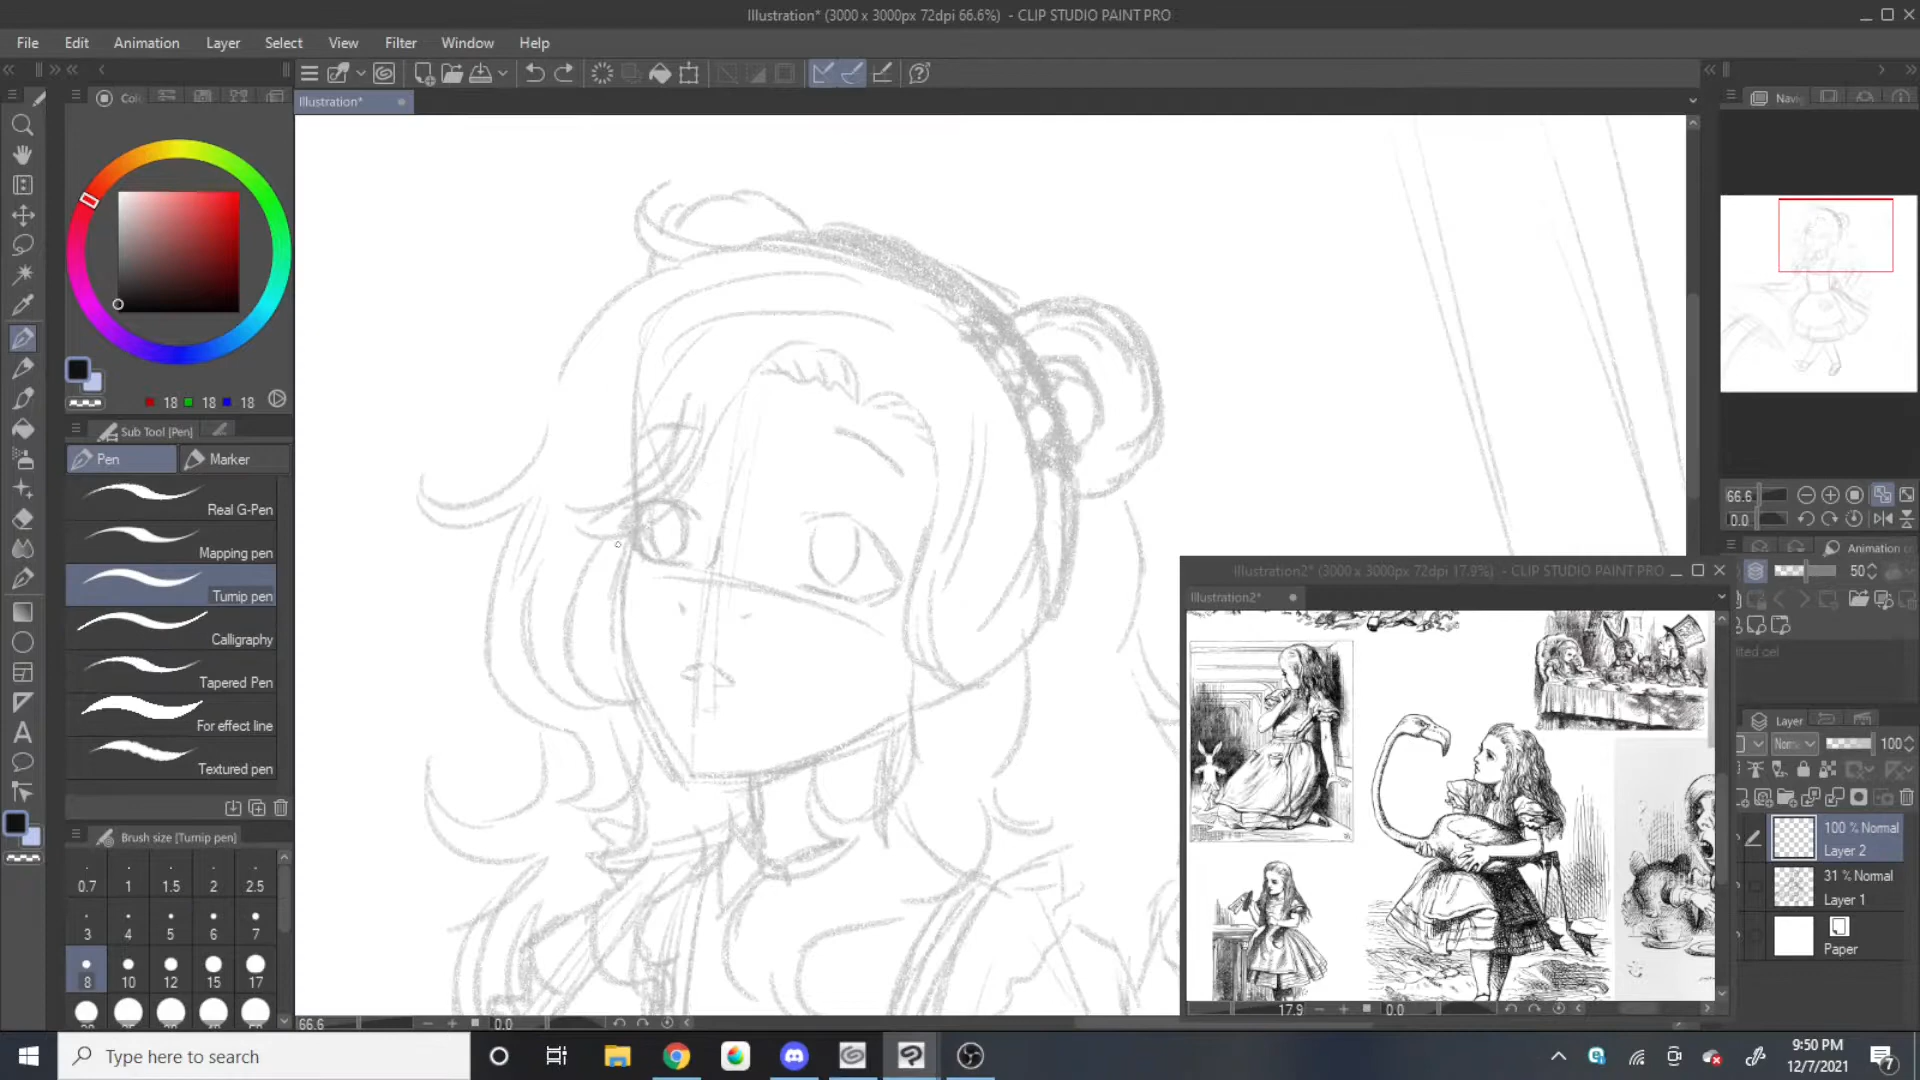 Illustration* (3000 x 3000px 72dpi 66.6%) - CLIP STUDIO PAINT PRO
File Edit Animation Layer Select View Filter Window Help
Illustration*
18 18 18
Sub Tool [Pen]
Pen
Marker
Real G-Pen
Mapping pen
Turnip pen
Calligraphy
Tapered Pen
For effect line
Textured pen
Brush size [Turnip pen]
0.7 1 1.5 2 2.5
3 4 5 6 7
8 10 12 15 17
66.6 0.0
66.6
0.0
Animation
50
Layer
100
100 % Normal
Layer 2
31 % Normal
Layer 1
Paper
Illustration2* (3000 x 3000px 72dpi 17.9%) - CLIP STUDIO PAINT PRO
Illustration2*
17.9 0.0
Type here to search
9:50 PM
12/7/2021
7